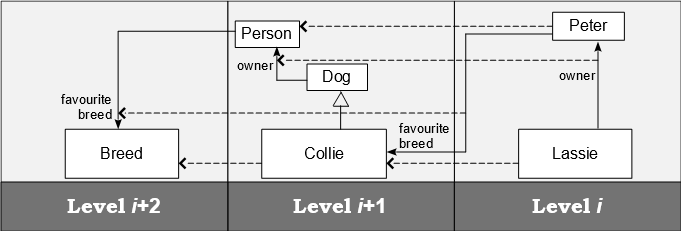 Person
Peter
owner
Dog
owner
favourite
breed
favourite
breed
Breed
Collie
Lassie
Level i+2
Level i+1
Level i